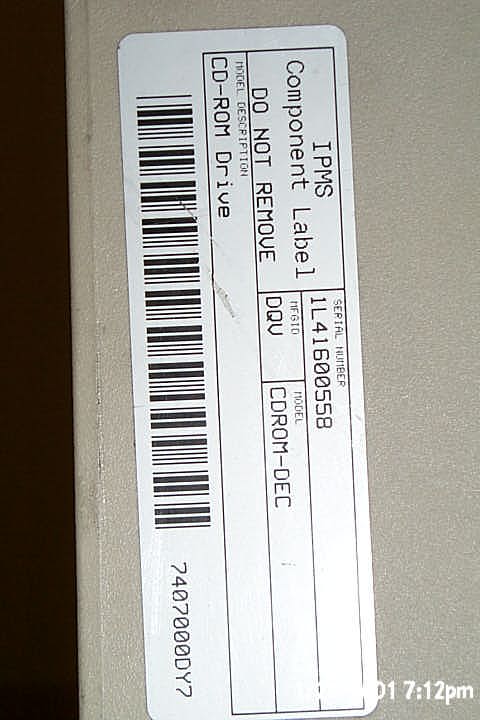 IPMS
Component Label
DO NOT REMOVE
SERIAL NUMBER
1L41600558
MFGID
DQV
MODEL
CDROM-DEC
MODEL DESCRIPTION
CD-ROM Drive
7407000DY7
01 7:12pm